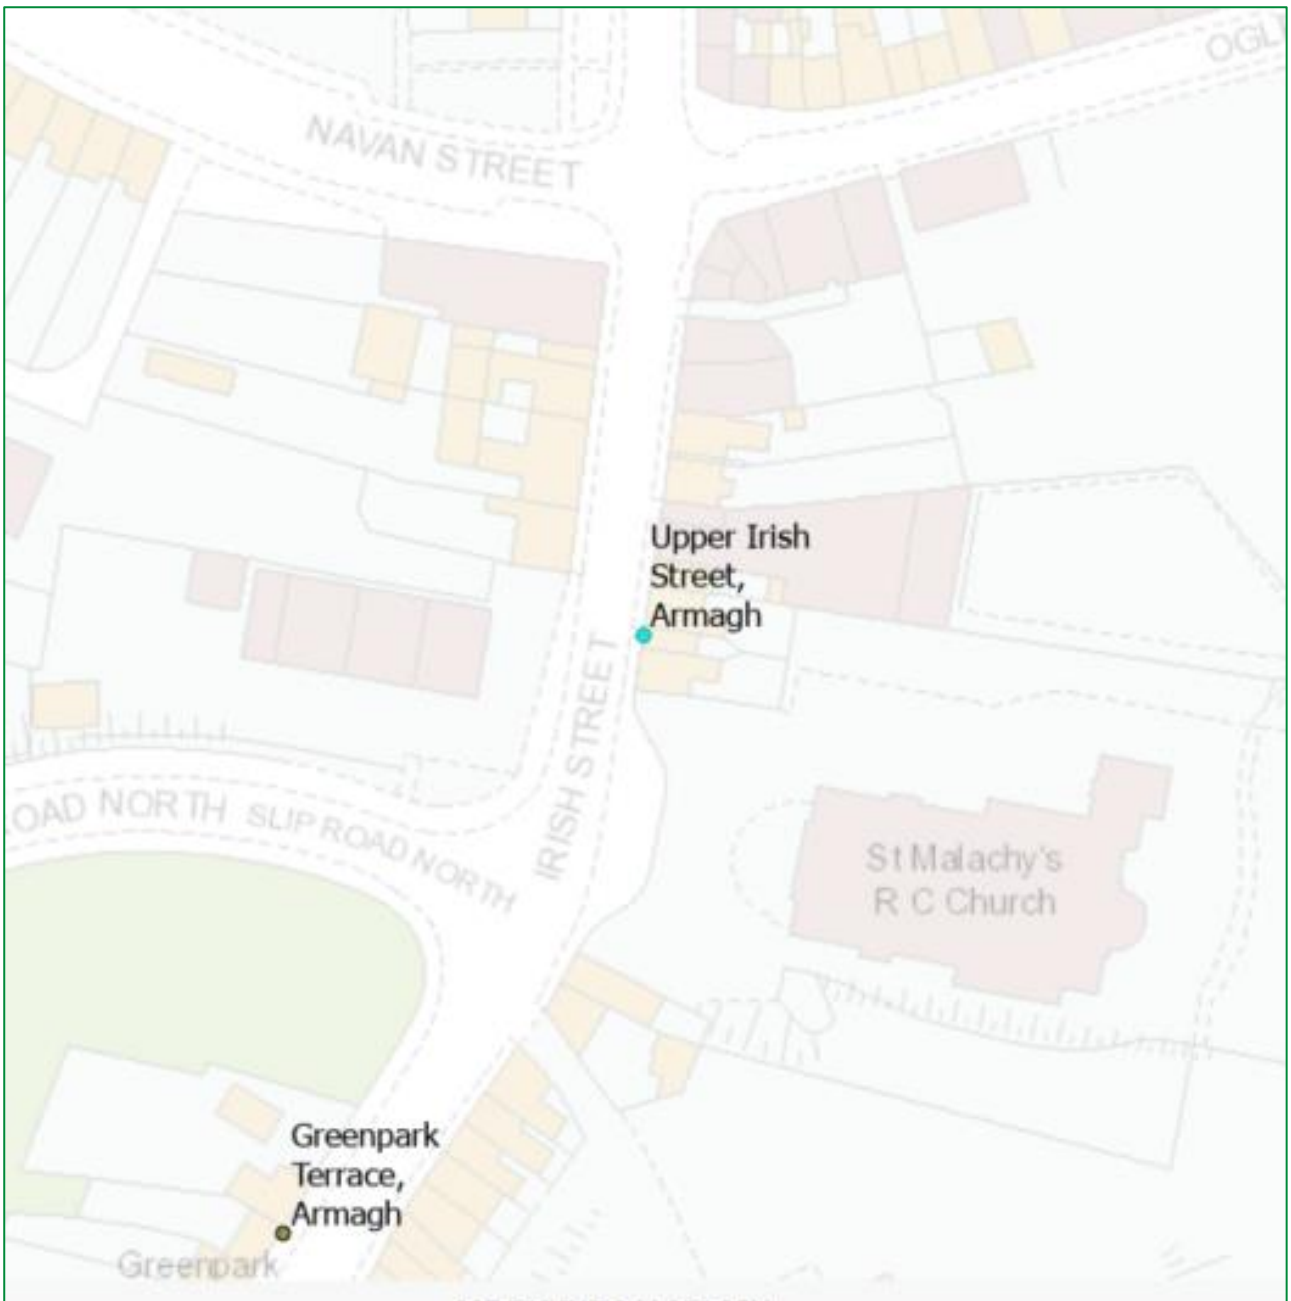 OGL
NAVAN STREET
Upper Irish
Street,
Armagh
IRISH STREET
OAD NORTH
SLIP ROAD NORTH
St Malachy's
R C Church
Greenpark
Terrace,
Armagh
Greenpark